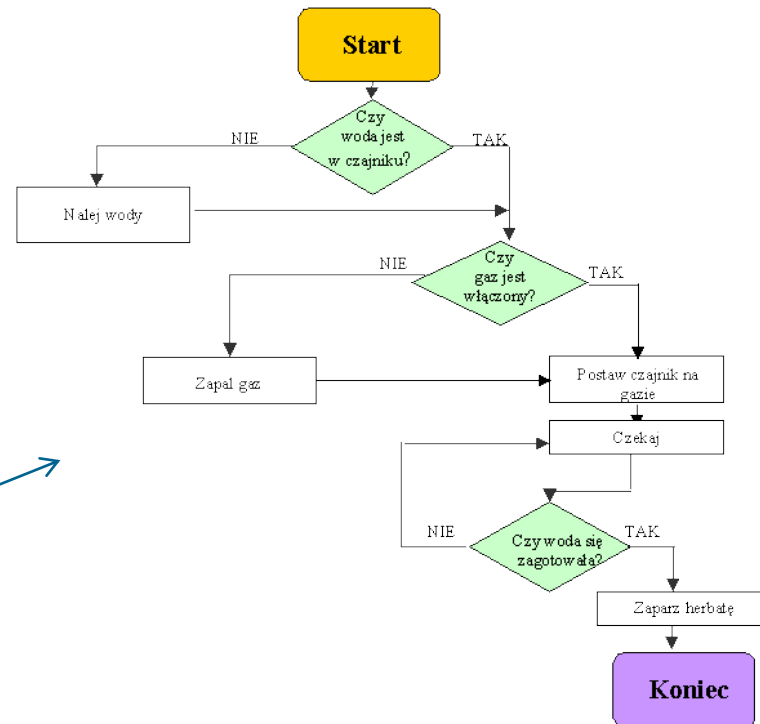 Start
Czy
woda jest
w czajniku?
NIE
TAK
Nalej wody
Czy
gaz jest
włączony?
NIE
TAK
Zapal gaz
Postaw czajnik na
gazie
Czekaj
Czy woda się
zagotowała?
NIE
TAK
Zaparz herbatę
Koniec